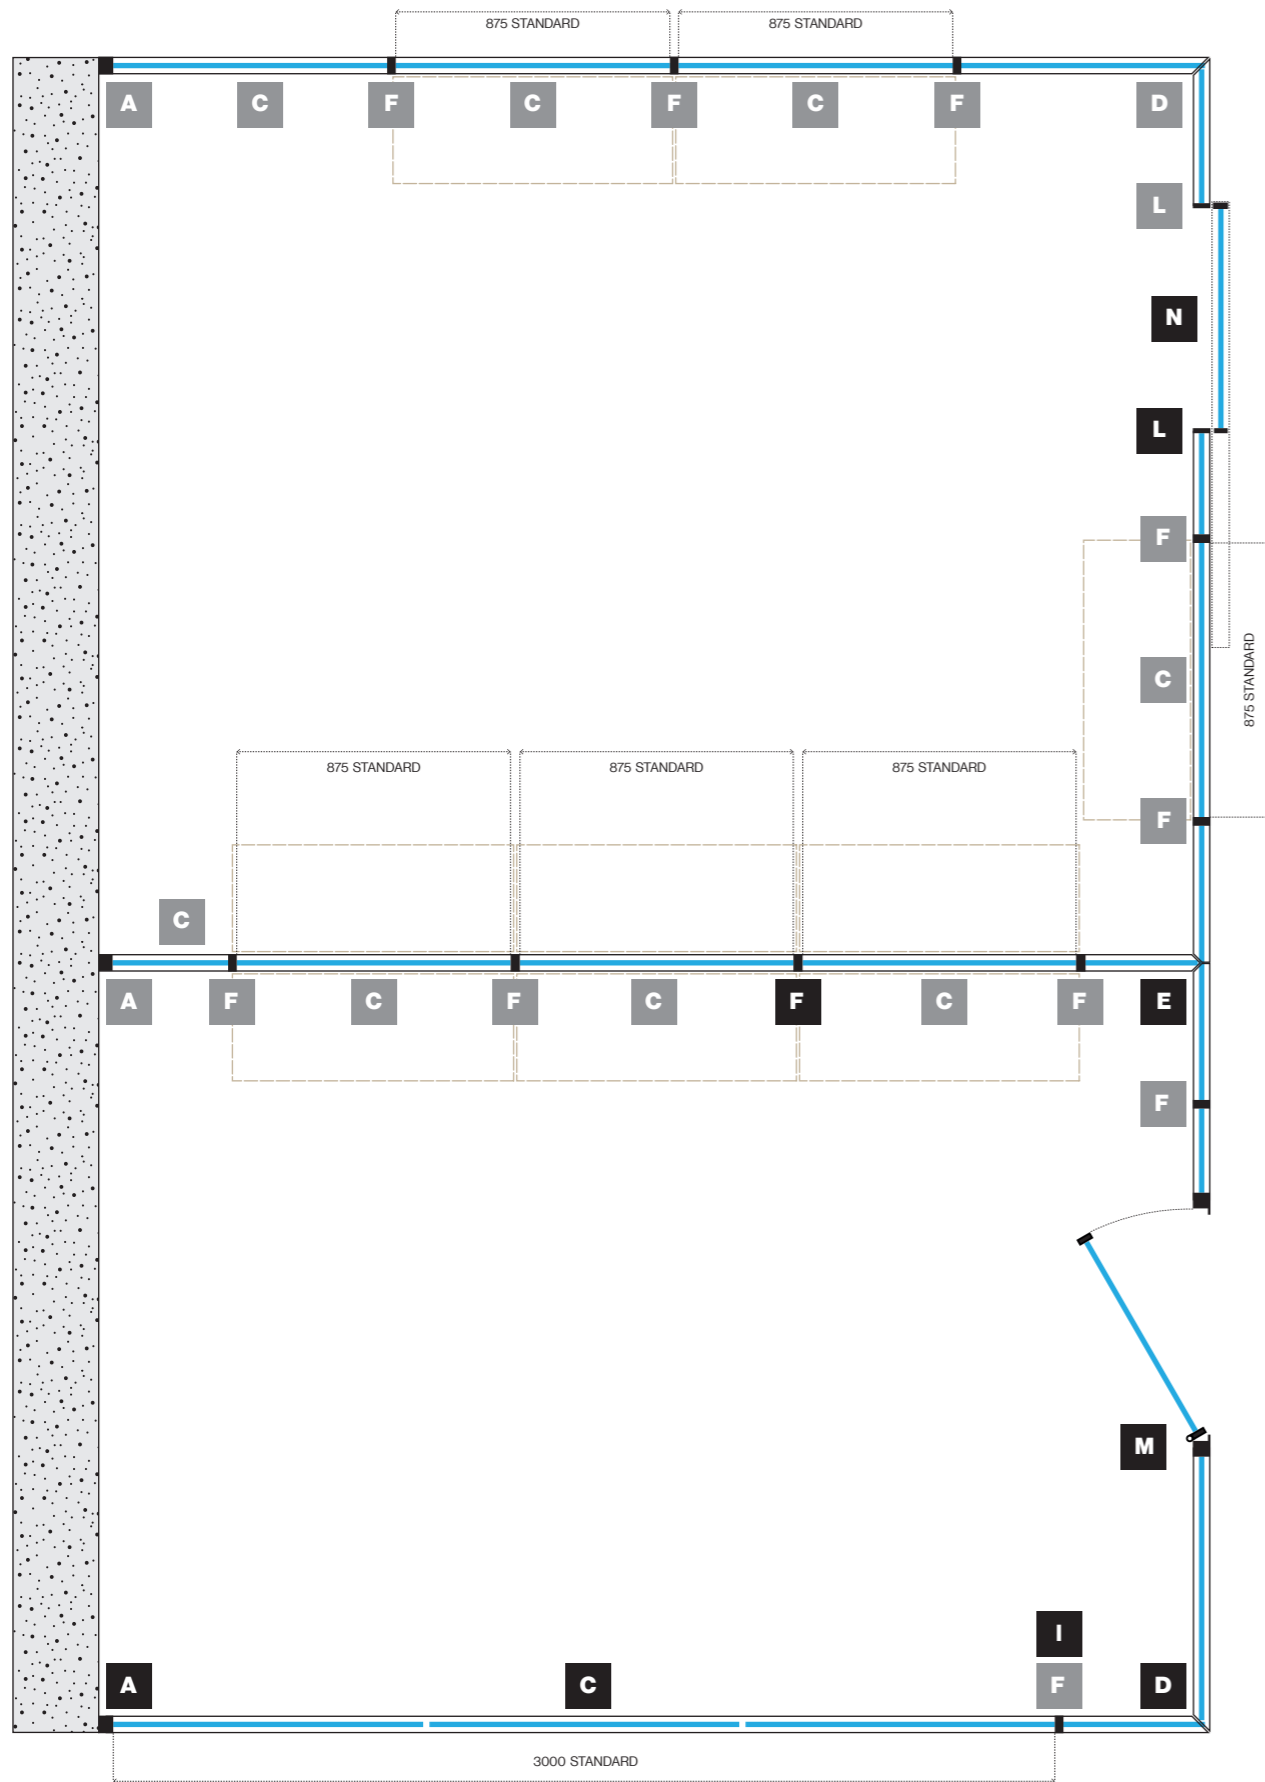 875 STANDARD 875 STANDARD
A C F C F C F D
L
N
L
F
C
875 STANDARD
875 STANDARD 875 STANDARD 875 STANDARD
F
C
A F C F C F C F E
F
M
I
A C F D
3000 STANDARD